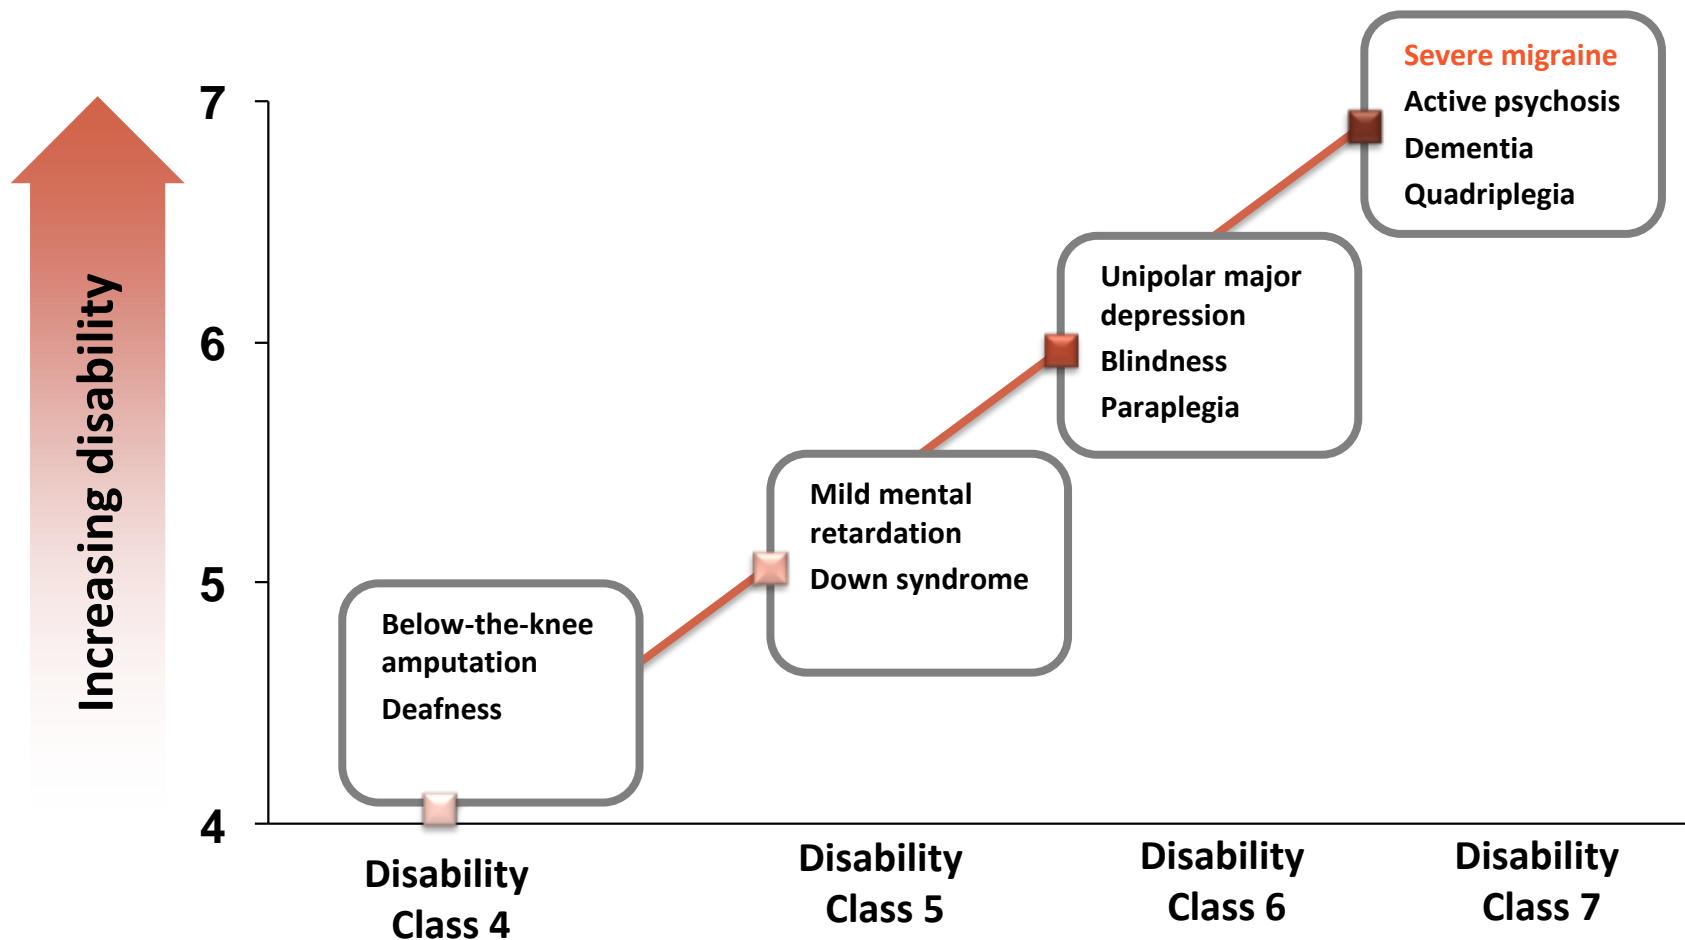 Increasing disability
7
6
5
4
Severe migraine
Active psychosis
Dementia
Quadriplegia
Unipolar major
depression
Blindness
Paraplegia
Mild mental
retardation
Down syndrome
Below-the-knee
amputation
Deafness
Disability
Class 4
Disability
Class 5
Disability
Class 6
Disability
Class 7